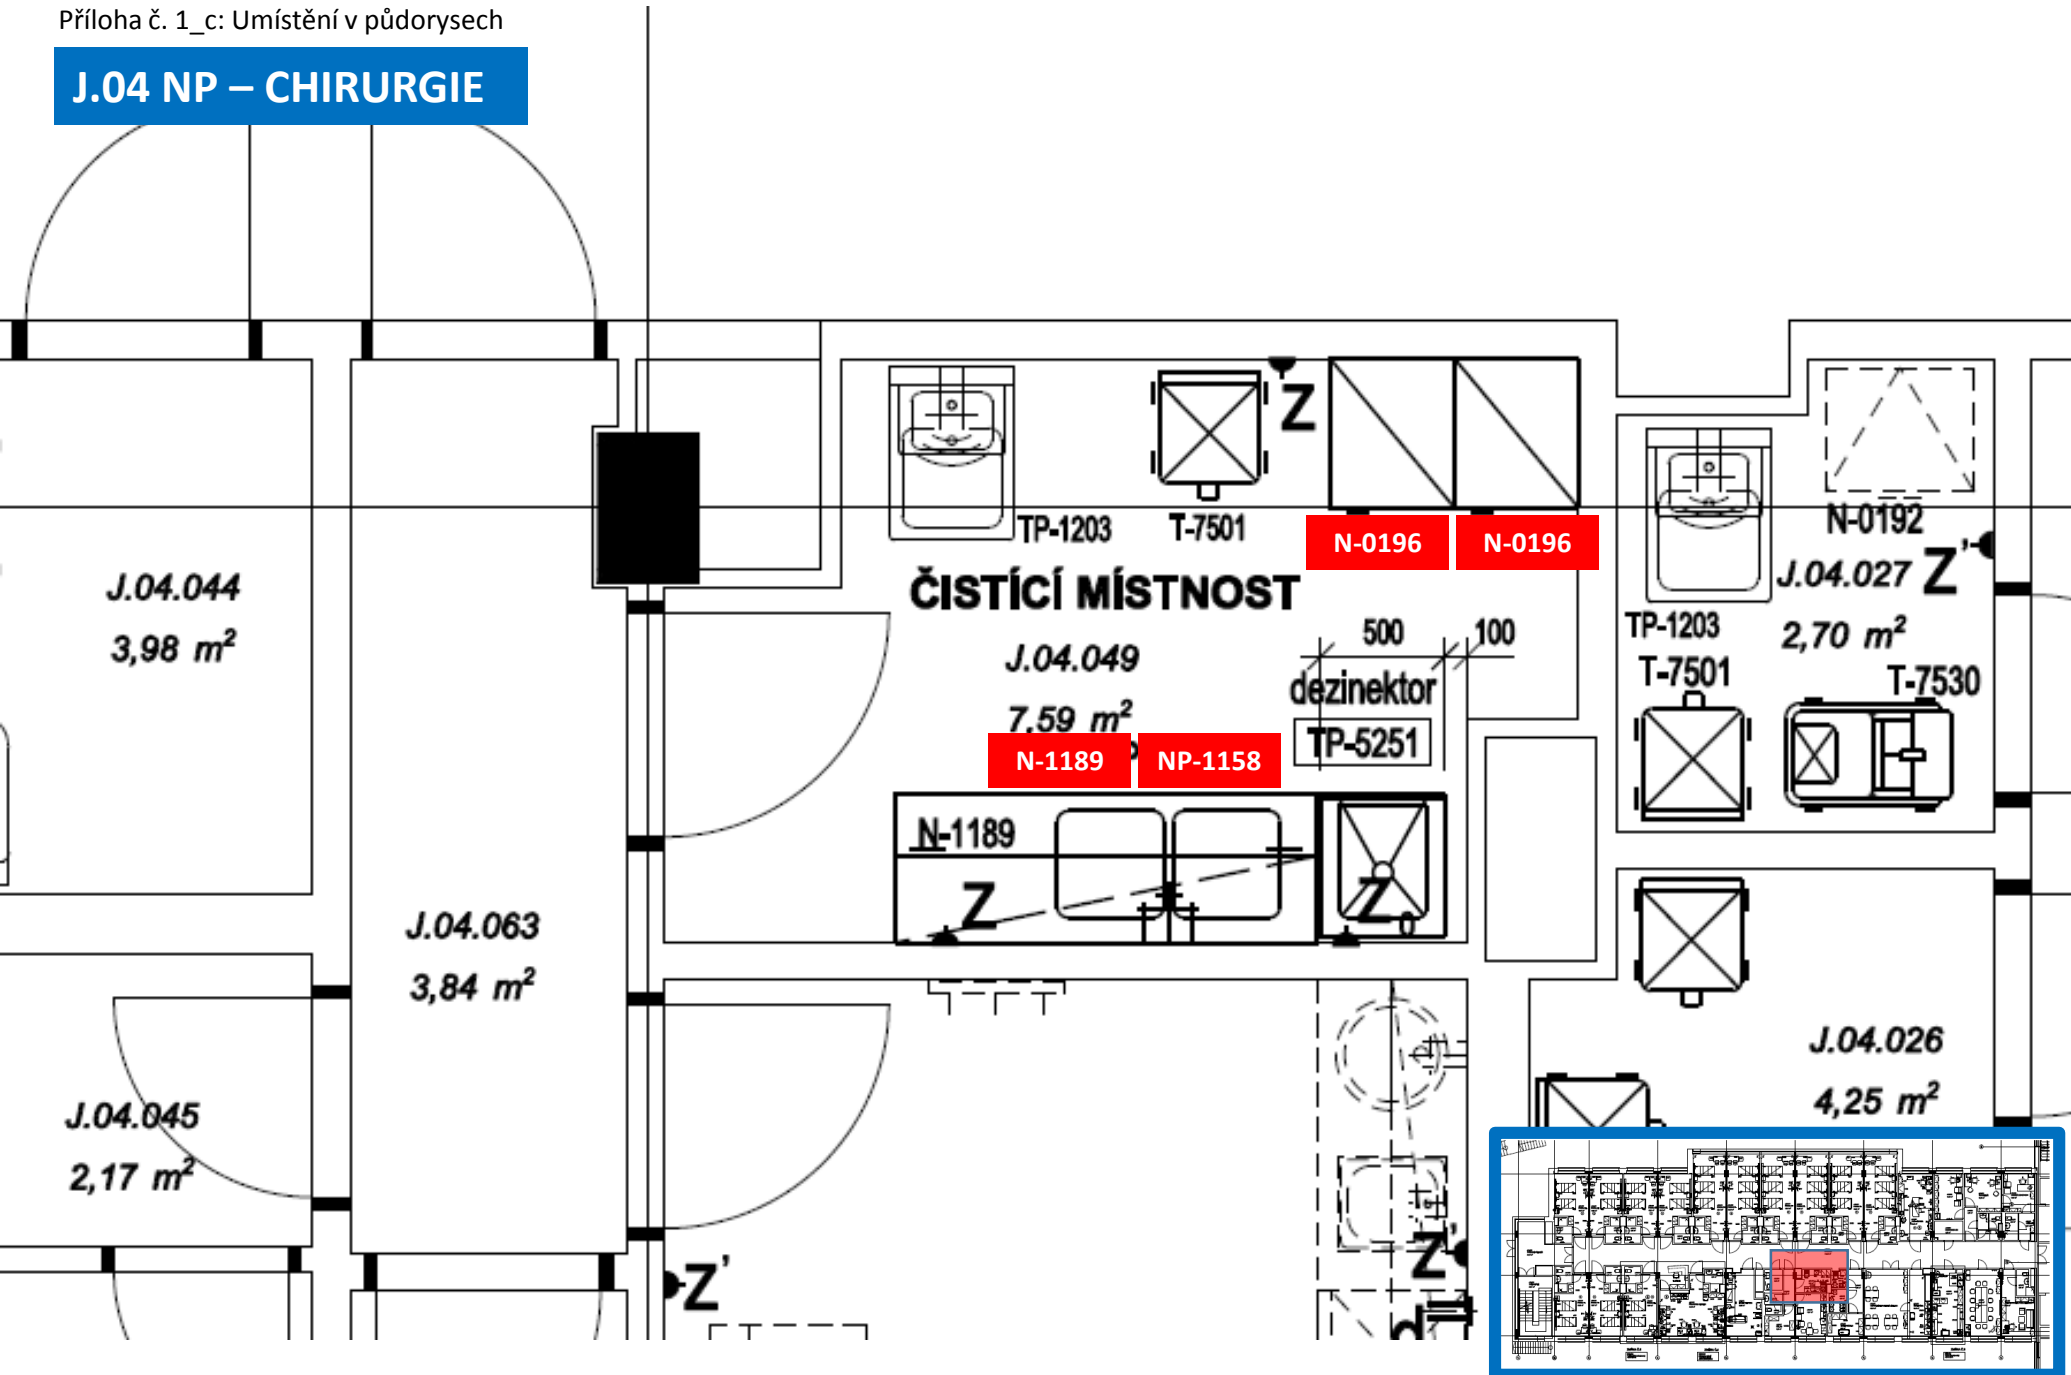 Příloha č. 1_c: Umístění v půdorysech
J.04 NP – CHIRURGIE
Z
TP-1203
T-7501
N-0196
N-0196
N-0192
ČISTÍCÍ MÍSTNOST
J.04.044
3,98 m²
J.04.027
Z'
TP-1203
2,70 m²
500
100
J.04.049
7,59 m²
dezinektor
TP-5251
T-7501
T-7530
N-1189
NP-1158
N-1189
Z
Z
J.04.063
3,84 m²
J.04.026
4,25 m²
J.04.045
2,17 m²
Z'
Z'